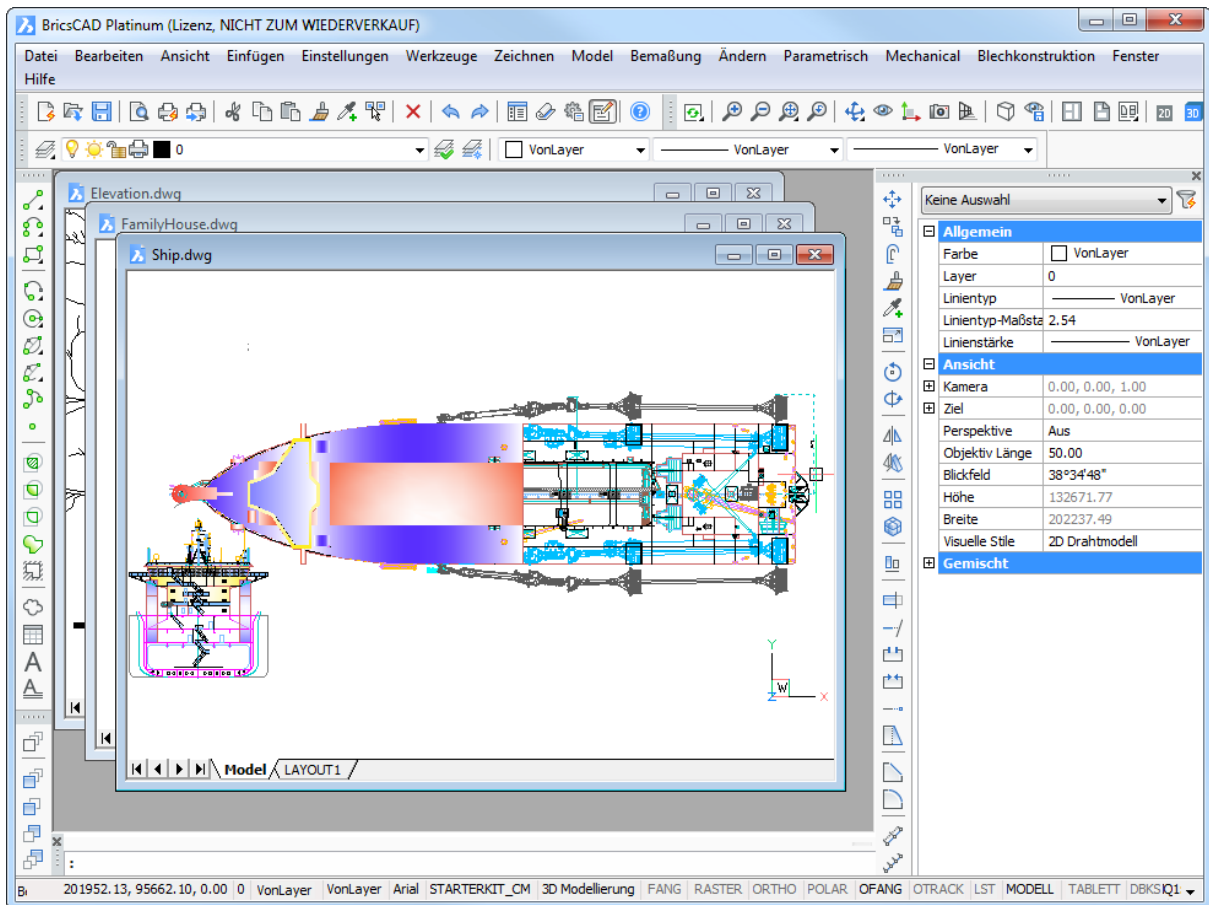 BricsCAD Platinum (Lizenz, NICHT ZUM WIEDERVERKAUF)
Datei Bearbeiten Ansicht Einfügen Einstellungen Werkzeuge Zeichnen Model Bemaßung Ändern Parametrisch Mechanical Blechkonstruktion Fenster
Hilfe
2D 3D
0 VonLayer VonLayer VonLayer
Elevation.dwg
FamilyHouse.dwg
Ship.dwg
Keine Auswahl
Allgemein
Farbe VonLayer
Layer 0
Linientyp VonLayer
Linientyp-Maßsta 2.54
Linienstärke VonLayer
Ansicht
Kamera 0.00, 0.00, 1.00
Ziel 0.00, 0.00, 0.00
Perspektive Aus
Objektiv Länge 50.00
Blickfeld 38°34'48"
Höhe 132671.77
Breite 202237.49
Visuelle Stile 2D Drahtmodell
Gemischt
Y
W
Z X
Model LAYOUT1
:
201952.13, 95662.10, 0.00 0 VonLayer VonLayer Arial STARTERKIT_CM 3D Modellierung FANG RASTER ORTHO POLAR OFANG OTRACK LST MODELL TABLETT